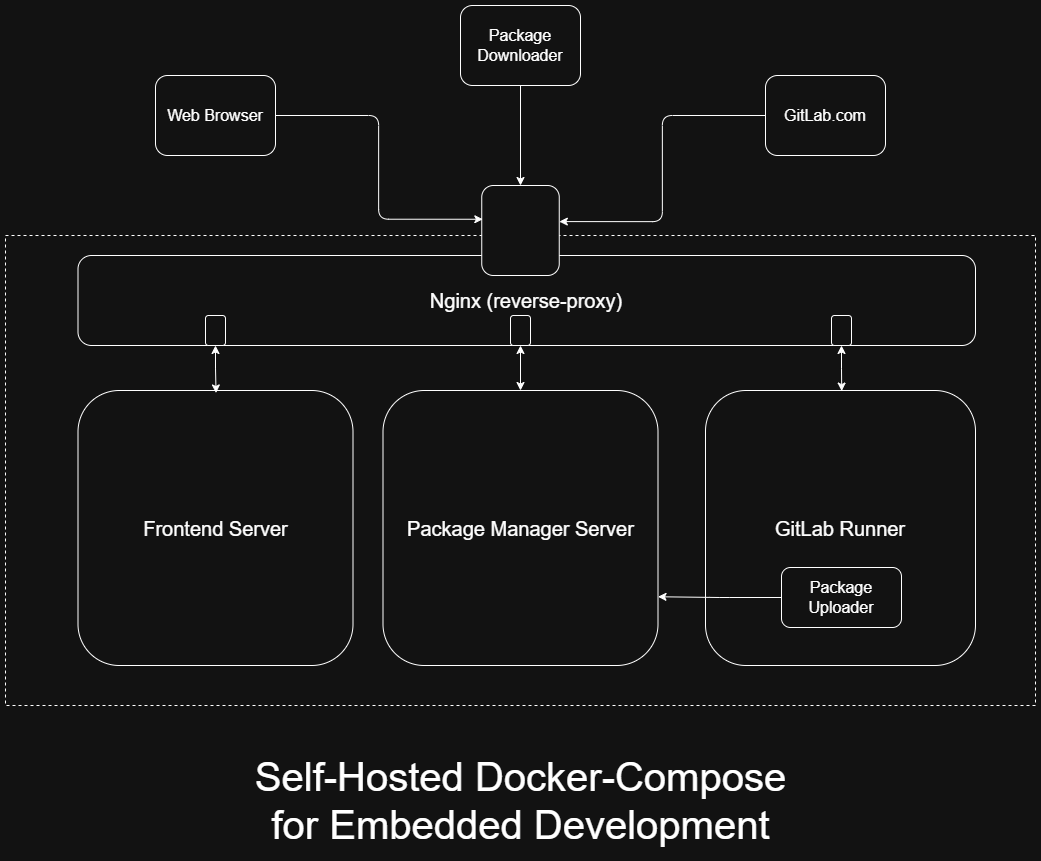 Package
Downloader
Web Browser
GitLab.com
Nginx (reverse-proxy)
Frontend Server
Package Manager Server
GitLab Runner
Package
Uploader
Self-Hosted Docker-Compose
for Embedded Development